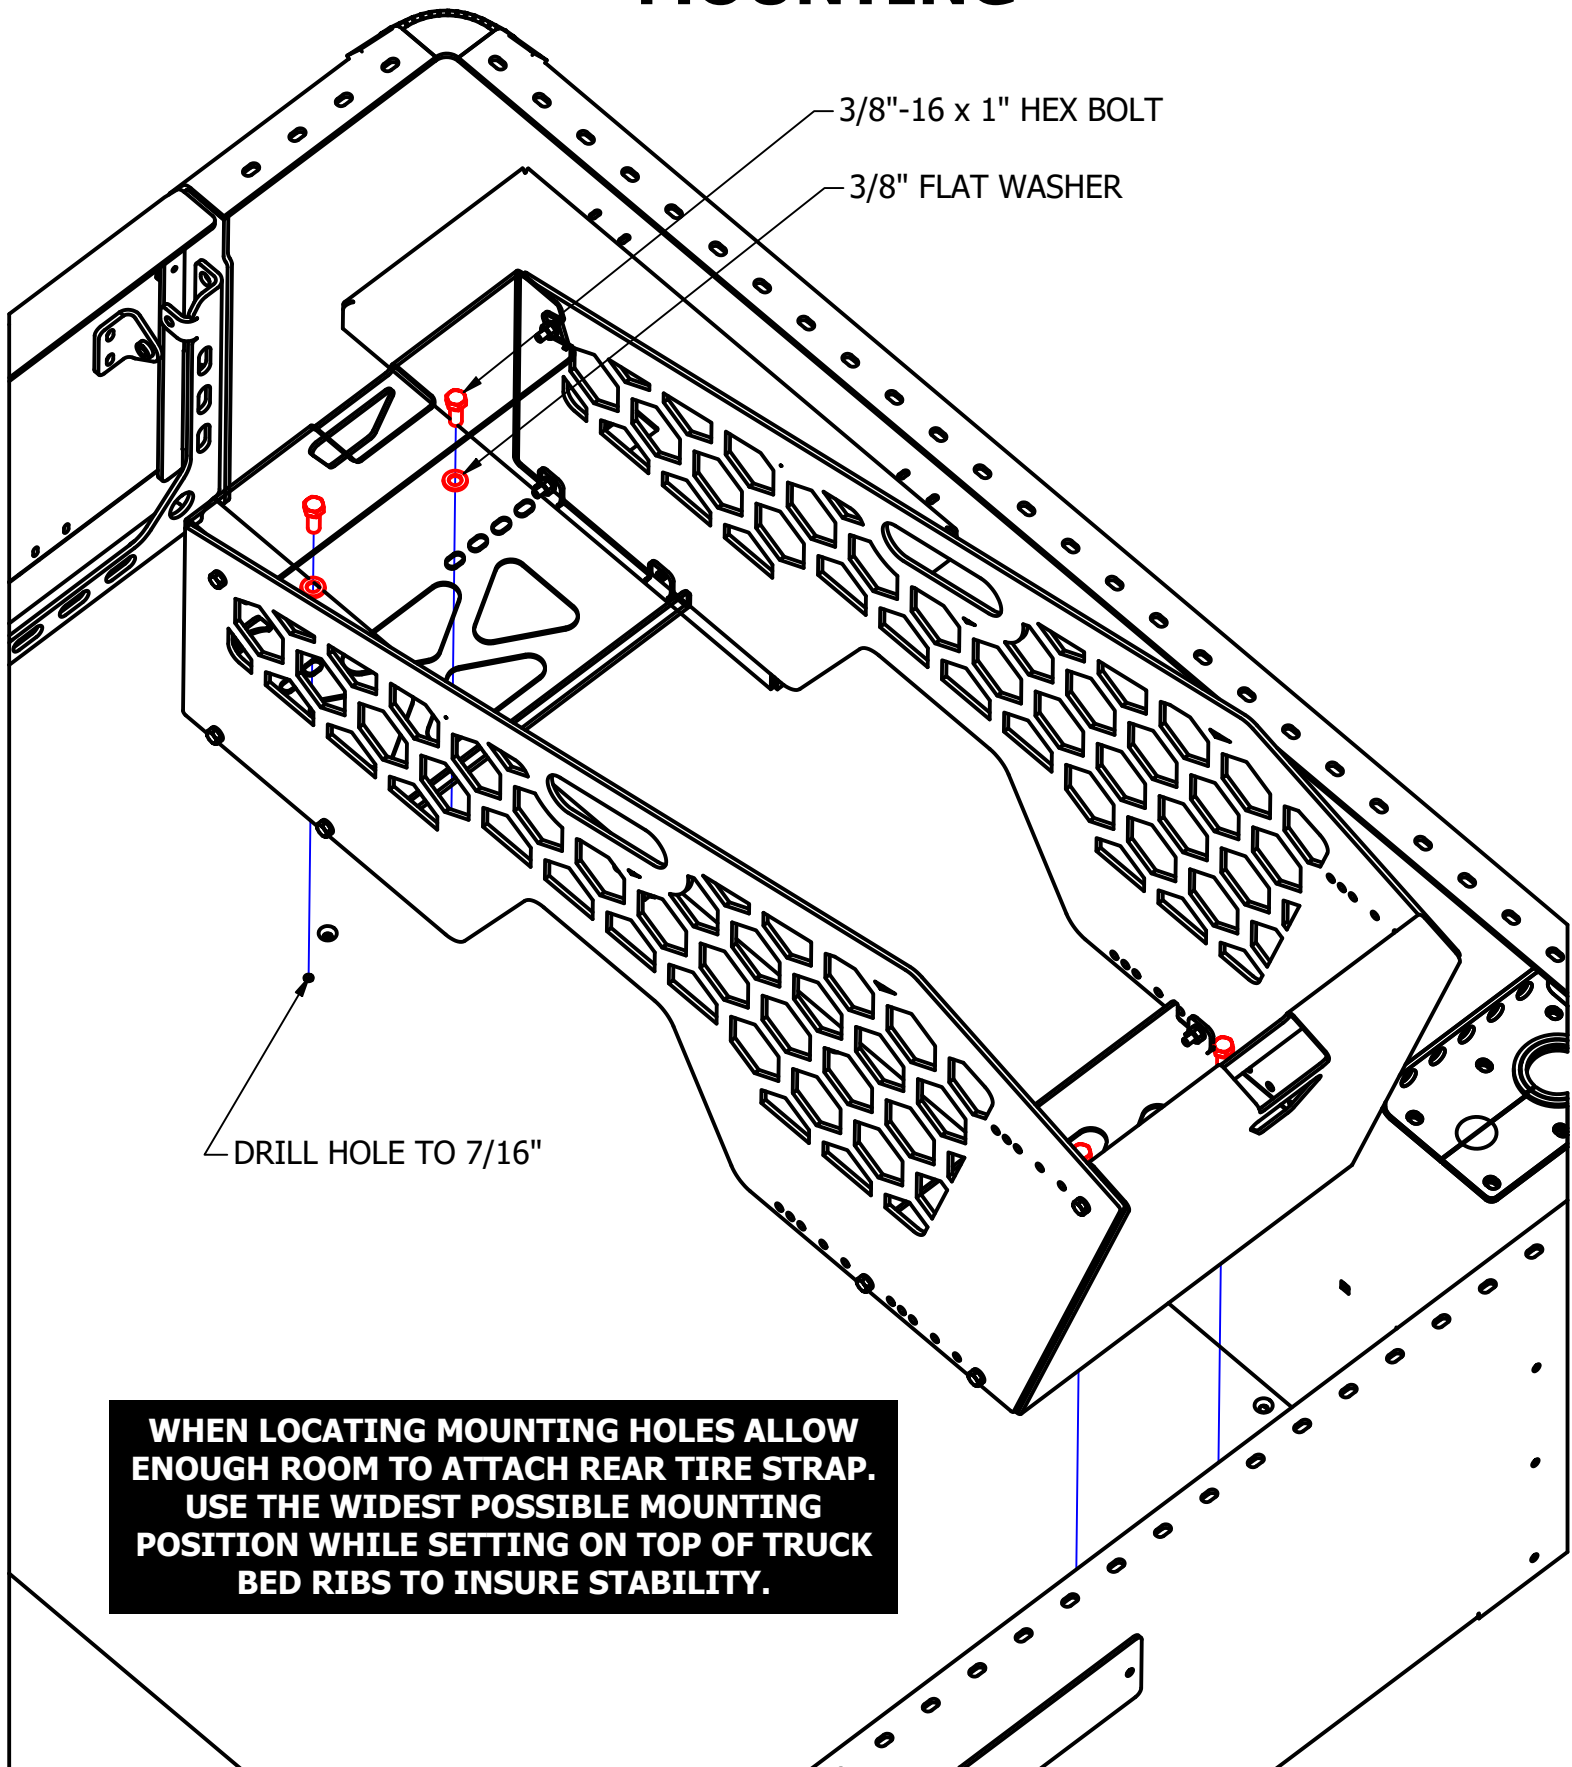 MOUNTING
3/8"-16 x 1" HEX BOLT
3/8" FLAT WASHER
DRILL HOLE TO 7/16"
WHEN LOCATING MOUNTING HOLES ALLOW
ENOUGH ROOM TO ATTACH REAR TIRE STRAP.
USE THE WIDEST POSSIBLE MOUNTING
POSITION WHILE SETTING ON TOP OF TRUCK
BED RIBS TO INSURE STABILITY.